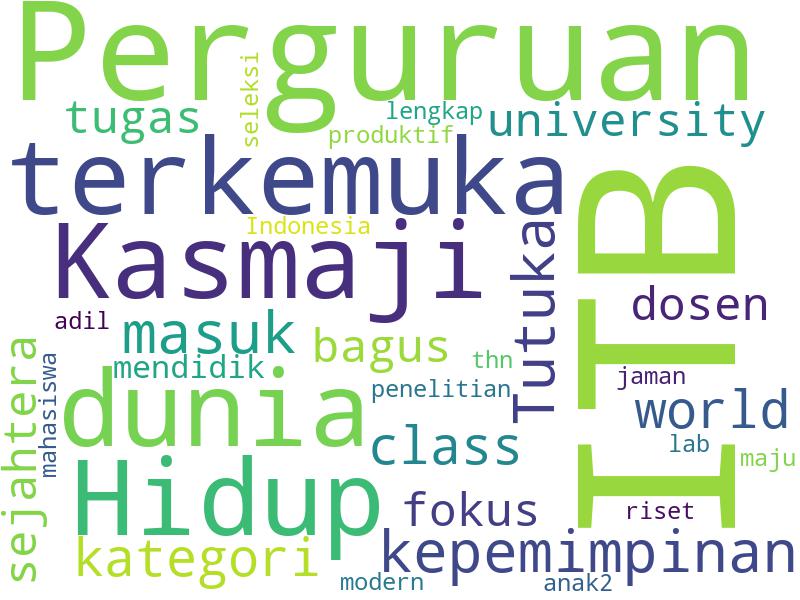 Perguruan
seleksi
tugas
lengkap
university
produktif
terkemuka
ITB
Indonesia
Kasmaji
Tutuka
dosen
adil
masuk
bagus
mendidik
thn
jaman
sejahtera
mahasiswa
dunia
penelitian
world
class
lab
maju
Hidup
fokus
riset
kategori
kepemimpinan
modern
anak2